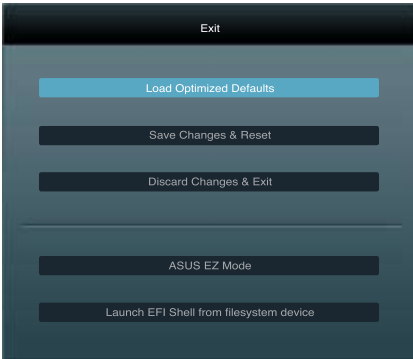 Exit
Load Optimized Defaults
Save Changes & Reset
Discard Changes & Exit
ASUS EZ Mode
Launch EFI Shell from filesystem device